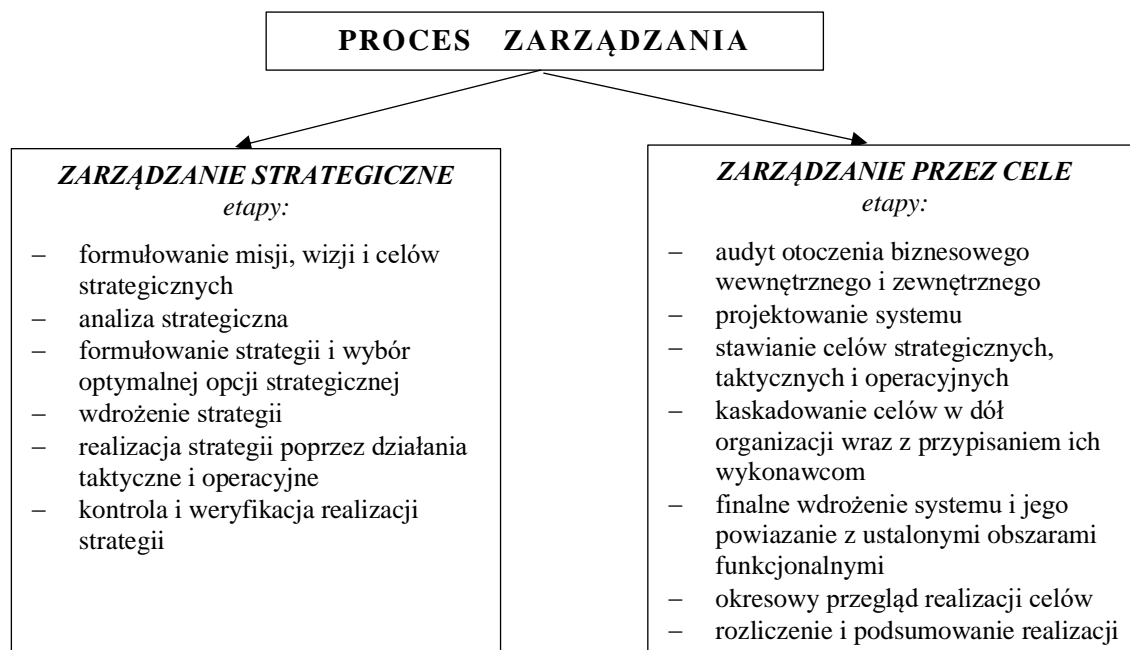 PROCES ZARZĄDZANIA
ZARZĄDZANIE STRATEGICZNE
etapy:
– formułowanie misji, wizji i celów
strategicznych
– analiza strategiczna
– formułowanie strategii i wybór
optymalnej opcji strategicznej
– wdrożenie strategii
– realizacja strategii poprzez działania
taktyczne i operacyjne
– kontrola i weryfikacja realizacji
strategii
ZARZĄDZANIE PRZEZ CELE
etapy:
– audyt otoczenia biznesowego
wewnętrznego i zewnętrznego
– projektowanie systemu
– stawianie celów strategicznych,
taktycznych i operacyjnych
– kaskadowanie celów w dół
organizacji wraz z przypisaniem ich
wykonawcom
– finalne wdrożenie systemu i jego
powiazanie z ustalonymi obszarami
funkcjonalnymi
– okresowy przegląd realizacji celów
– rozliczenie i podsumowanie realizacji